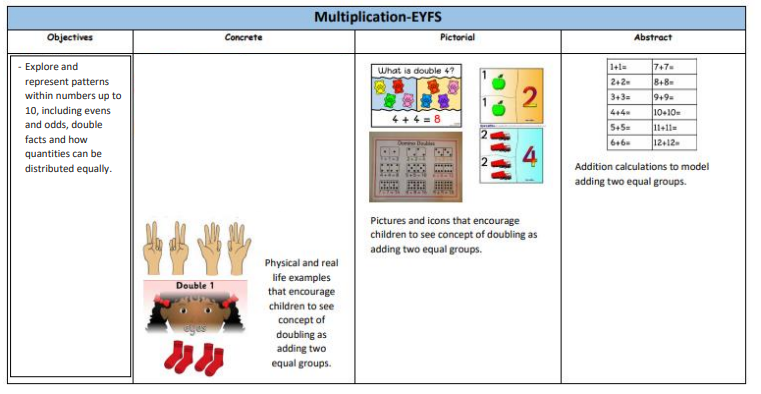 Multiplication-EYFS
Objectives
Concrete
Pictorial
Abstract
- Explore and
represent patterns
within numbers up to
10, including evens
and odds, double
facts and how
quantities can be
distributed equally.
Double 1
eyes
Physical and real
life examples
that encourage
children to see
concept of
doubling as
adding two
equal groups.
What is double 4?
4 + 4 = 8
1
1
2
2
2
4
Domino Doubles
Pictures and icons that encourage
children to see concept of doubling as
adding two equal groups.
1+1= 7+7=
2+2= 8+8=
3+3= 9+9=
4+4= 10+10=
5+5= 11+11=
6+6= 12+12=
Addition calculations to model
adding two equal groups.